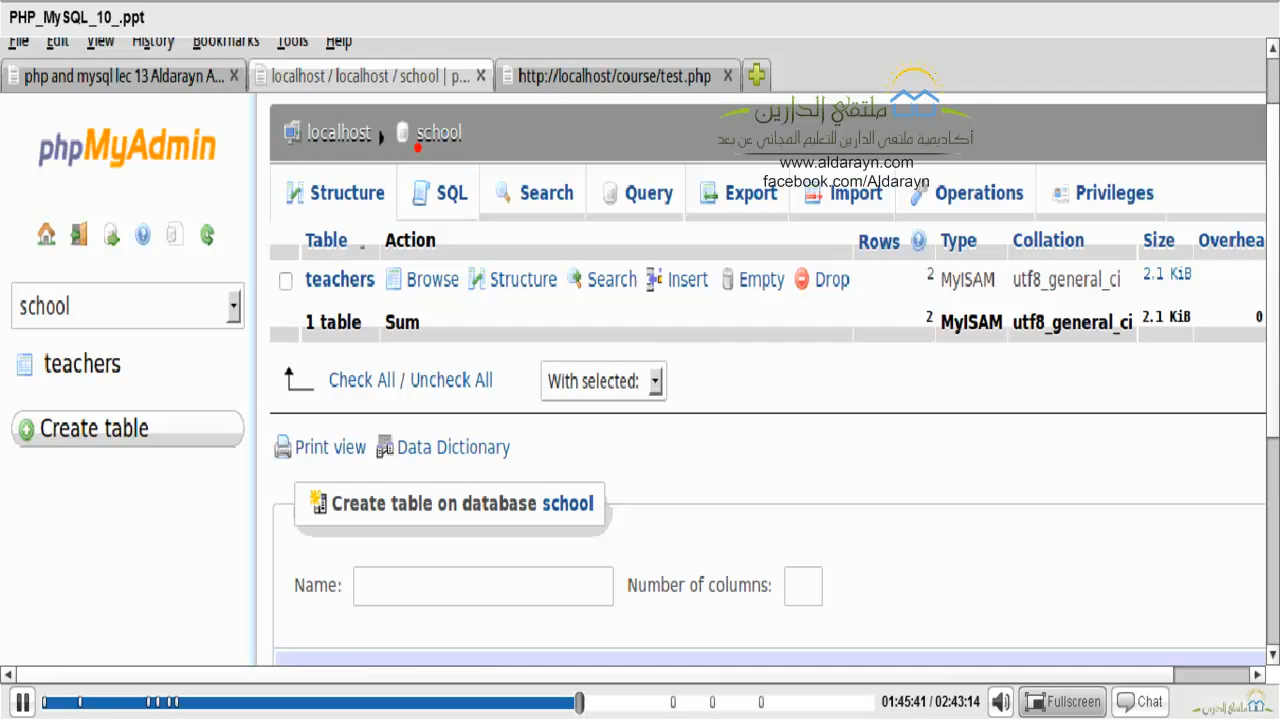 PHP_MySQL_10_.ppt
File Edit View History Bookmarks Tools Help
php and mysql lec 13 Aldarayn A... localhost / localhost / school | p... http://localhost/course/test.php
ملتقى الدارين
أكاديمية ملتقى الدارين للتعليم المجاني عن بعد
www.aldarayn.com
facebook.com/Aldarayn
phpMyAdmin
school
teachers
Create table
localhost school
Structure SQL Search Query Export Import Operations Privileges
Table Action Rows Type Collation Size Overhea
teachers Browse Structure Search Insert Empty Drop 2 MyISAM utf8_general_ci 2.1 KiB
1 table Sum 2 MyISAM utf8_general_ci 2.1 KiB 0
Check All / Uncheck All With selected:
Print view Data Dictionary
Create table on database school
Name: Number of columns:
01:45:41 / 02:43:14 Fullscreen Chat ملتقى الدارين